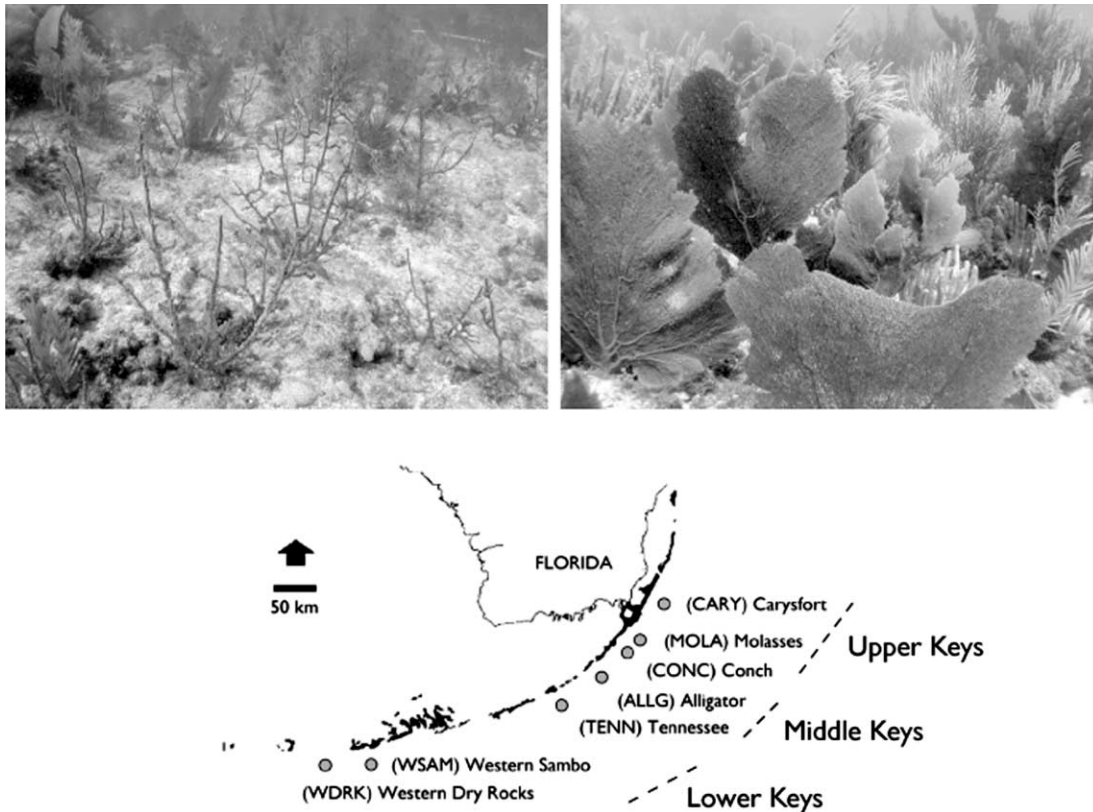 FLORIDA
50 km
(CARY) Carysfort
(MOLA) Molasses
Upper Keys
(CONC) Conch
(ALLG) Alligator
(TENN) Tennessee
Middle Keys
(WSAM) Western Sambo
(WDRK) Western Dry Rocks
Lower Keys